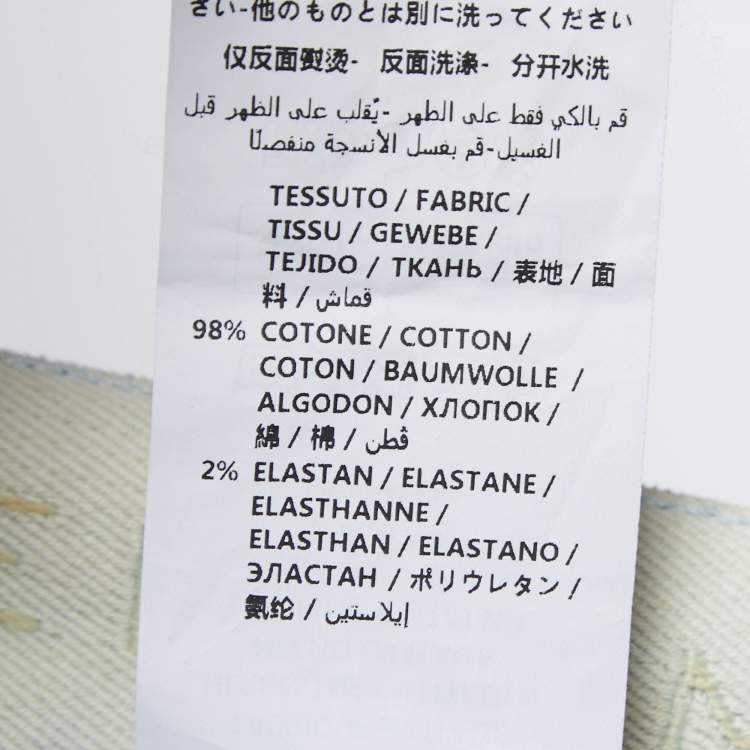 さい-他のものとは別に洗ってください
仅反面熨烫- 反面洗涤- 分开水洗
قم بالكي فقط على الظهر -يُقلب على الظهر قبل
الغسيل-قم بغسل الأنسجة منفصلًا
TESSUTO / FABRIC /
TISSU / GEWEBE /
TEJIDO / ТКАНЬ / 表地 / 面
料 / قماش
98% COTONE / COTTON /
COTON / BAUMWOLLE /
ALGODON / ХЛОПОК /
綿 / 棉 / قطن
2% ELASTAN / ELASTANE /
ELASTHANNE /
ELASTHAN / ELASTANO /
ЭЛАСТАН / ポリウレタン /
氨纶 / إيلاستين